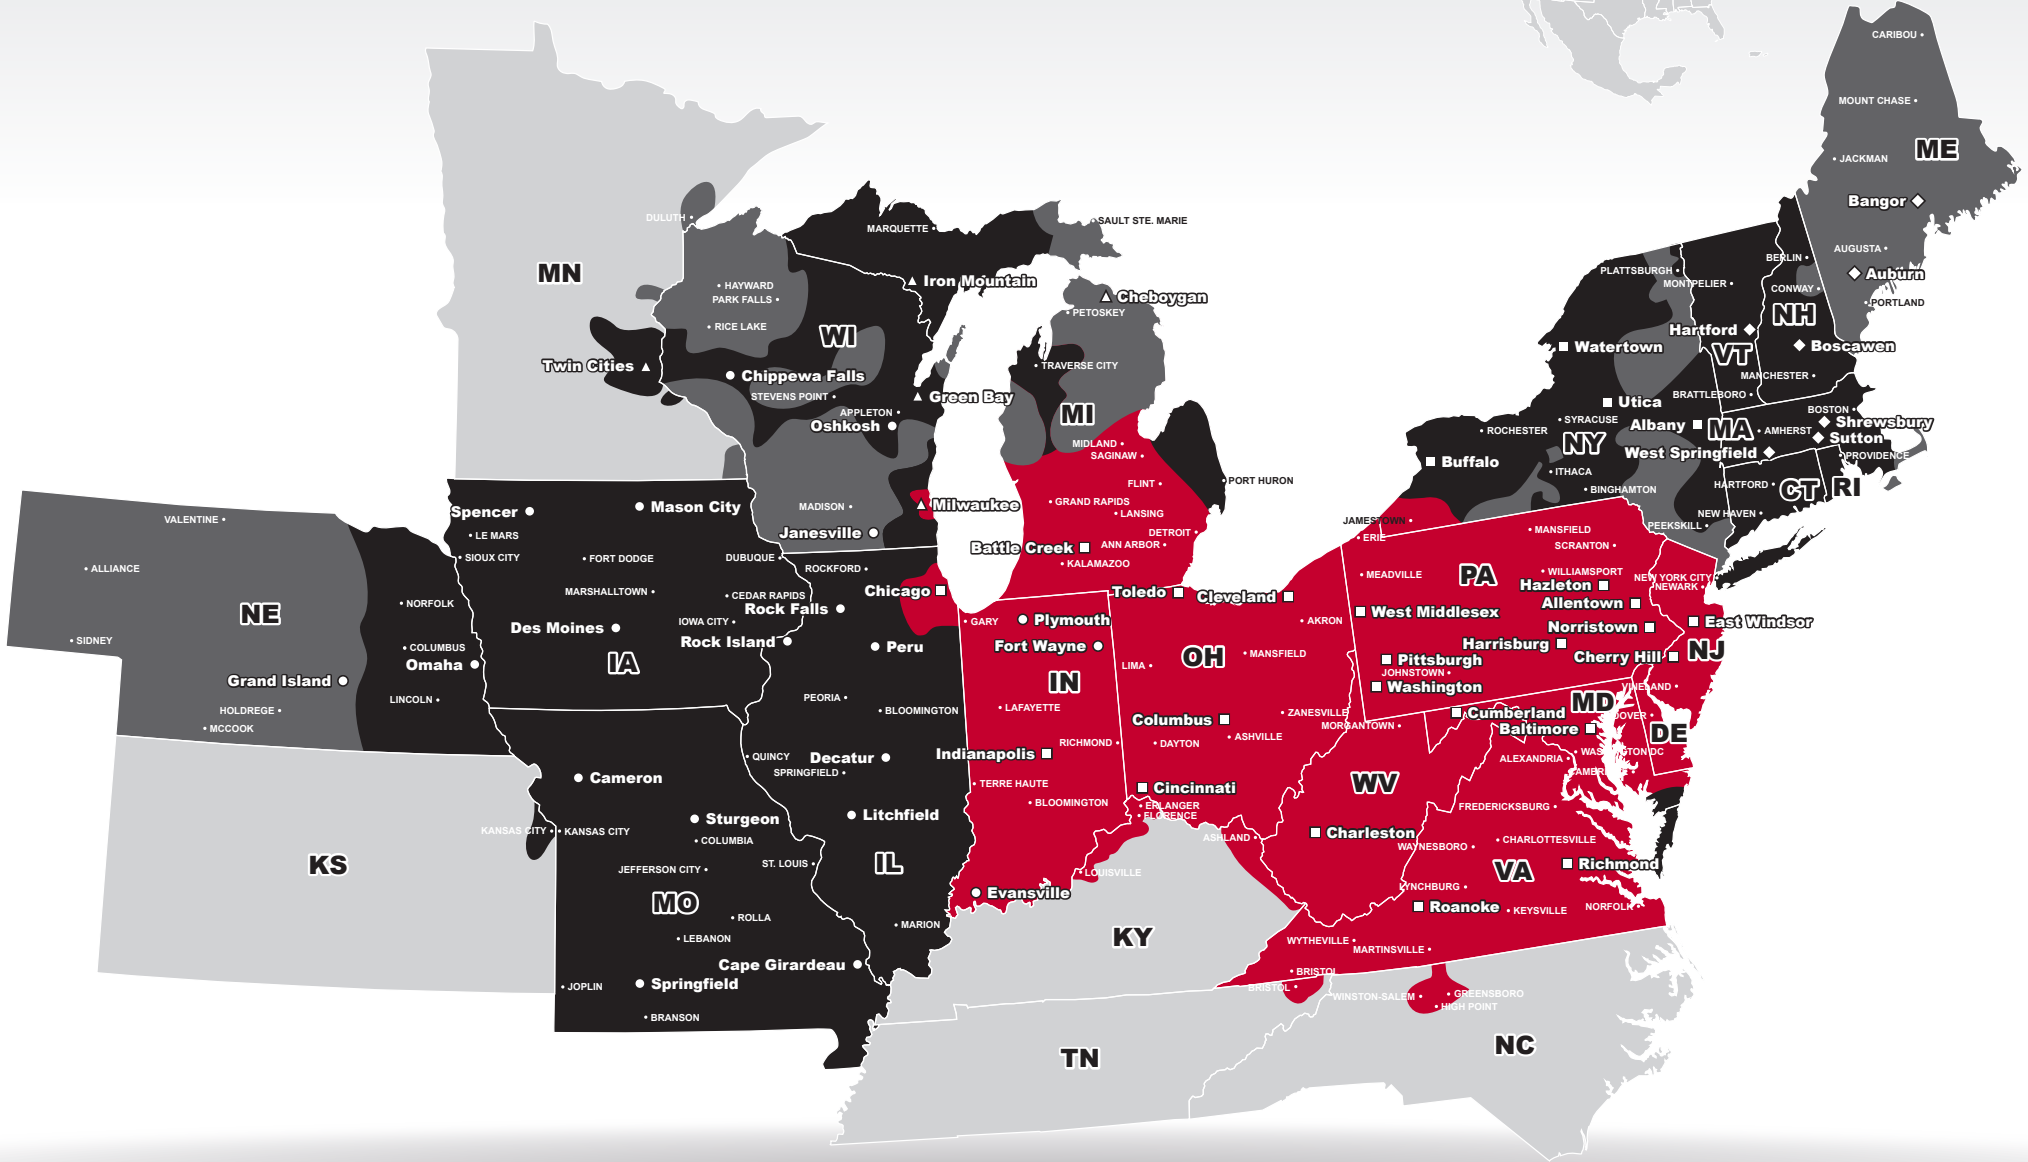 CARIBOU
MOUNT CHASE
ME
JACKMAN
Bangor
DULUTH
SAULT STE. MARIE
MARQUETTE
AUGUSTA
BERLIN
MN
PLATTSBURGH
Auburn
Iron Mountain
MONTPELIER
HAYWARD
CONWAY
Cheboygan
PARK FALLS
PORTLAND
PETOSKEY
NH
RICE LAKE
Hartford
WI
Watertown
Boscawen
VT
Twin Cities
TRAVERSE CITY
Chippewa Falls
MANCHESTER
STEVENS POINT
Green Bay
BRATTLEBORO
Utica
APPLETON
MI
BOSTON
SYRACUSE
Shrewsbury
Oshkosh
Albany
MA
AMHERST
ROCHESTER
Sutton
MIDLAND
NY
West Springfield
SAGINAW
PROVIDENCE
Buffalo
ITHACA
PORT HURON
FLINT
HARTFORD
CT
RI
BINGHAMTON
GRAND RAPIDS
Milwaukee
MADISON
Mason City
Spencer
LANSING
NEW HAVEN
VALENTINE
JAMESTOWN
PEEKSKILL
MANSFIELD
Janesville
DETROIT
LE MARS
ERIE
Battle Creek
ANN ARBOR
SCRANTON
SIOUX CITY
FORT DODGE
DUBUQUE
KALAMAZOO
ALLIANCE
ROCKFORD
MEADVILLE
PA
WILLIAMSPORT
NEW YORK CITY
Hazleton
NEWARK
Chicago
MARSHALLTOWN
Toledo
Cleveland
CEDAR RAPIDS
NORFOLK
Allentown
Rock Falls
West Middlesex
NE
Plymouth
GARY
AKRON
IOWA CITY
East Windsor
Des Moines
Norristown
SIDNEY
Rock Island
Peru
Fort Wayne
Harrisburg
COLUMBUS
NJ
MANSFIELD
OH
Cherry Hill
Omaha
IA
LIMA
Pittsburgh
JOHNSTOWN
Grand Island
IN
Washington
VINELAND
LINCOLN
PEORIA
MD
LAFAYETTE
HOLDREGE
BLOOMINGTON
ZANESVILLE
Cumberland
DOVER
Columbus
MORGANTOWN
MCCOOK
Baltimore
DE
ASHVILLE
RICHMOND
DAYTON
WASHINGTON DC
Indianapolis
QUINCY
Decatur
ALEXANDRIA
SPRINGFIELD
CAMBRIDGE
Cameron
TERRE HAUTE
WV
Cincinnati
BLOOMINGTON
ERLANGER
FREDERICKSBURG
Litchfield
FLORENCE
Sturgeon
KANSAS CITY
KANSAS CITY
Charleston
ASHLAND
COLUMBIA
CHARLOTTESVILLE
WAYNESBORO
KS
IL
ST. LOUIS
Richmond
JEFFERSON CITY
VA
LOUISVILLE
LYNCHBURG
Evansville
MO
Roanoke
NORFOLK
KEYSVILLE
ROLLA
MARION
LEBANON
KY
WYTHEVILLE
MARTINSVILLE
Cape Girardeau
BRISTOL
Springfield
JOPLIN
BRISTOL
GREENSBORO
WINSTON-SALEM
HIGH POINT
BRANSON
NC
TN